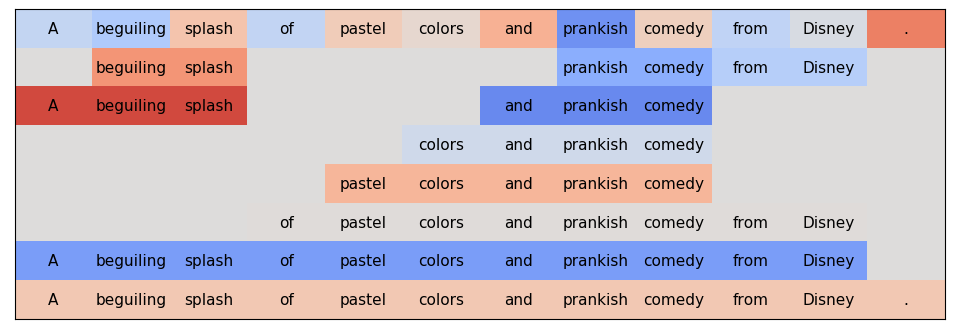 A beguiling splash of pastel colors and prankish comedy from Disney .
beguiling splash prankish comedy from Disney
A beguiling splash and prankish comedy
colors and prankish comedy
pastel colors and prankish comedy
of pastel colors and prankish comedy from Disney
A beguiling splash of pastel colors and prankish comedy from Disney
A beguiling splash of pastel colors and prankish comedy from Disney .